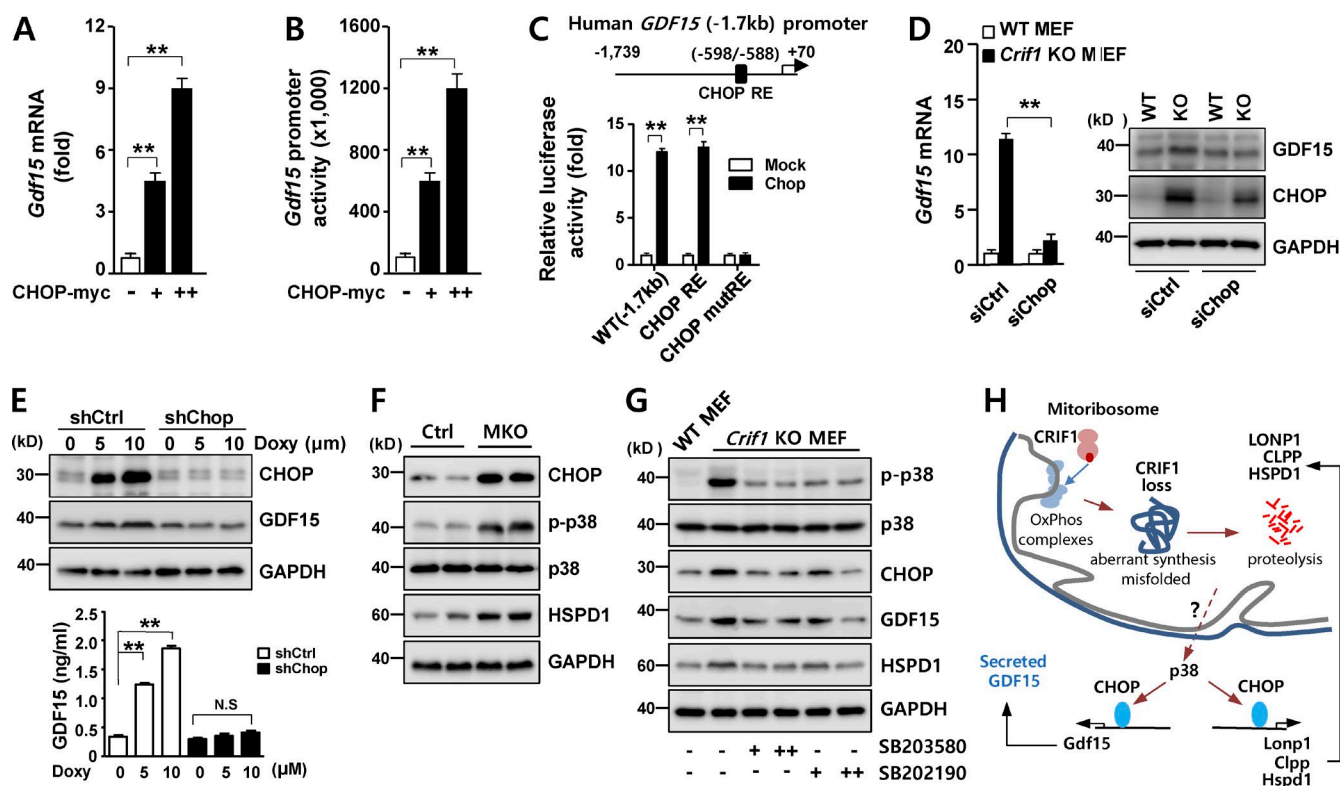 A
Gdf15 mRNA
(fold)
12
9
6
3
0
**
**
CHOP-myc - + ++
B
Gdf15 promoter
activity (x1,000)
1600
1200
800
400
0
**
**
CHOP-myc - + ++
C
Human GDF15 (-1.7kb) promoter
-1,739 (-598/-588) +70
CHOP RE
Relative luciferase
activity (fold)
15
10
5
0
** **
Mock
Chop
WT(-1.7kb)
CHOP RE
CHOP mutRE
D
WT MEF
Crif1 KO MEF
Gdf15 mRNA
20
15
10
5
0
**
siCtrl
siChop
(kD) WT KO WT KO
40 GDF15
30 CHOP
40 GAPDH
siCtrl siChop
E
shCtrl shChop
(kD) 0 5 10 0 5 10 Doxy (μm)
30 CHOP
40 GDF15
40 GAPDH
GDF15 (ng/ml)
2.5
2.0
1.5
1.0
0.5
0
**
**
N.S
shCtrl
shChop
Doxy 0 5 10 0 5 10 (μM)
F
(kD) Ctrl MKO
30 CHOP
40 p-p38
40 p38
60 HSPD1
40 GAPDH
G
WT MEF
(kD) Crif1 KO MEF
40 p-p38
40 p38
30 CHOP
40 GDF15
60 HSPD1
40 GAPDH
- - + ++ - - SB203580
- - - - + ++ SB202190
H
Mitoribosome
CRIF1
OxPhos
complexes
CRIF1
loss
aberrant synthesis
misfolded
LONP1
CLPP
HSPD1
proteolysis
?
p38
Secreted
GDF15
CHOP
CHOP
Gdf15
Lonp1
Clpp
Hspd1